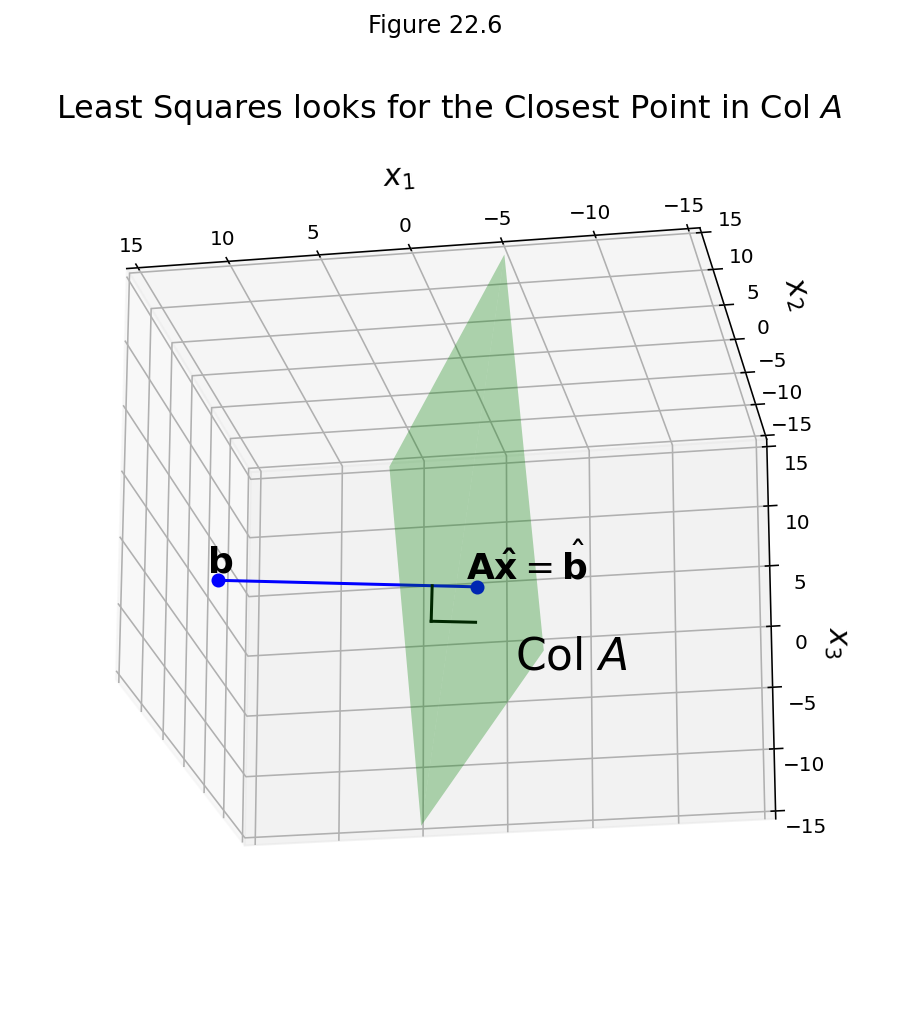 Figure 22.6
Least Squares looks for the Closest Point in Col A
x₁
15 10 5 0 −5 −10 −15
15
10
5
0
−5
−10
−15
x₂
15
10
5
0
−5
−10
−15
x₃
b
Ax̂ = b̂
Col A